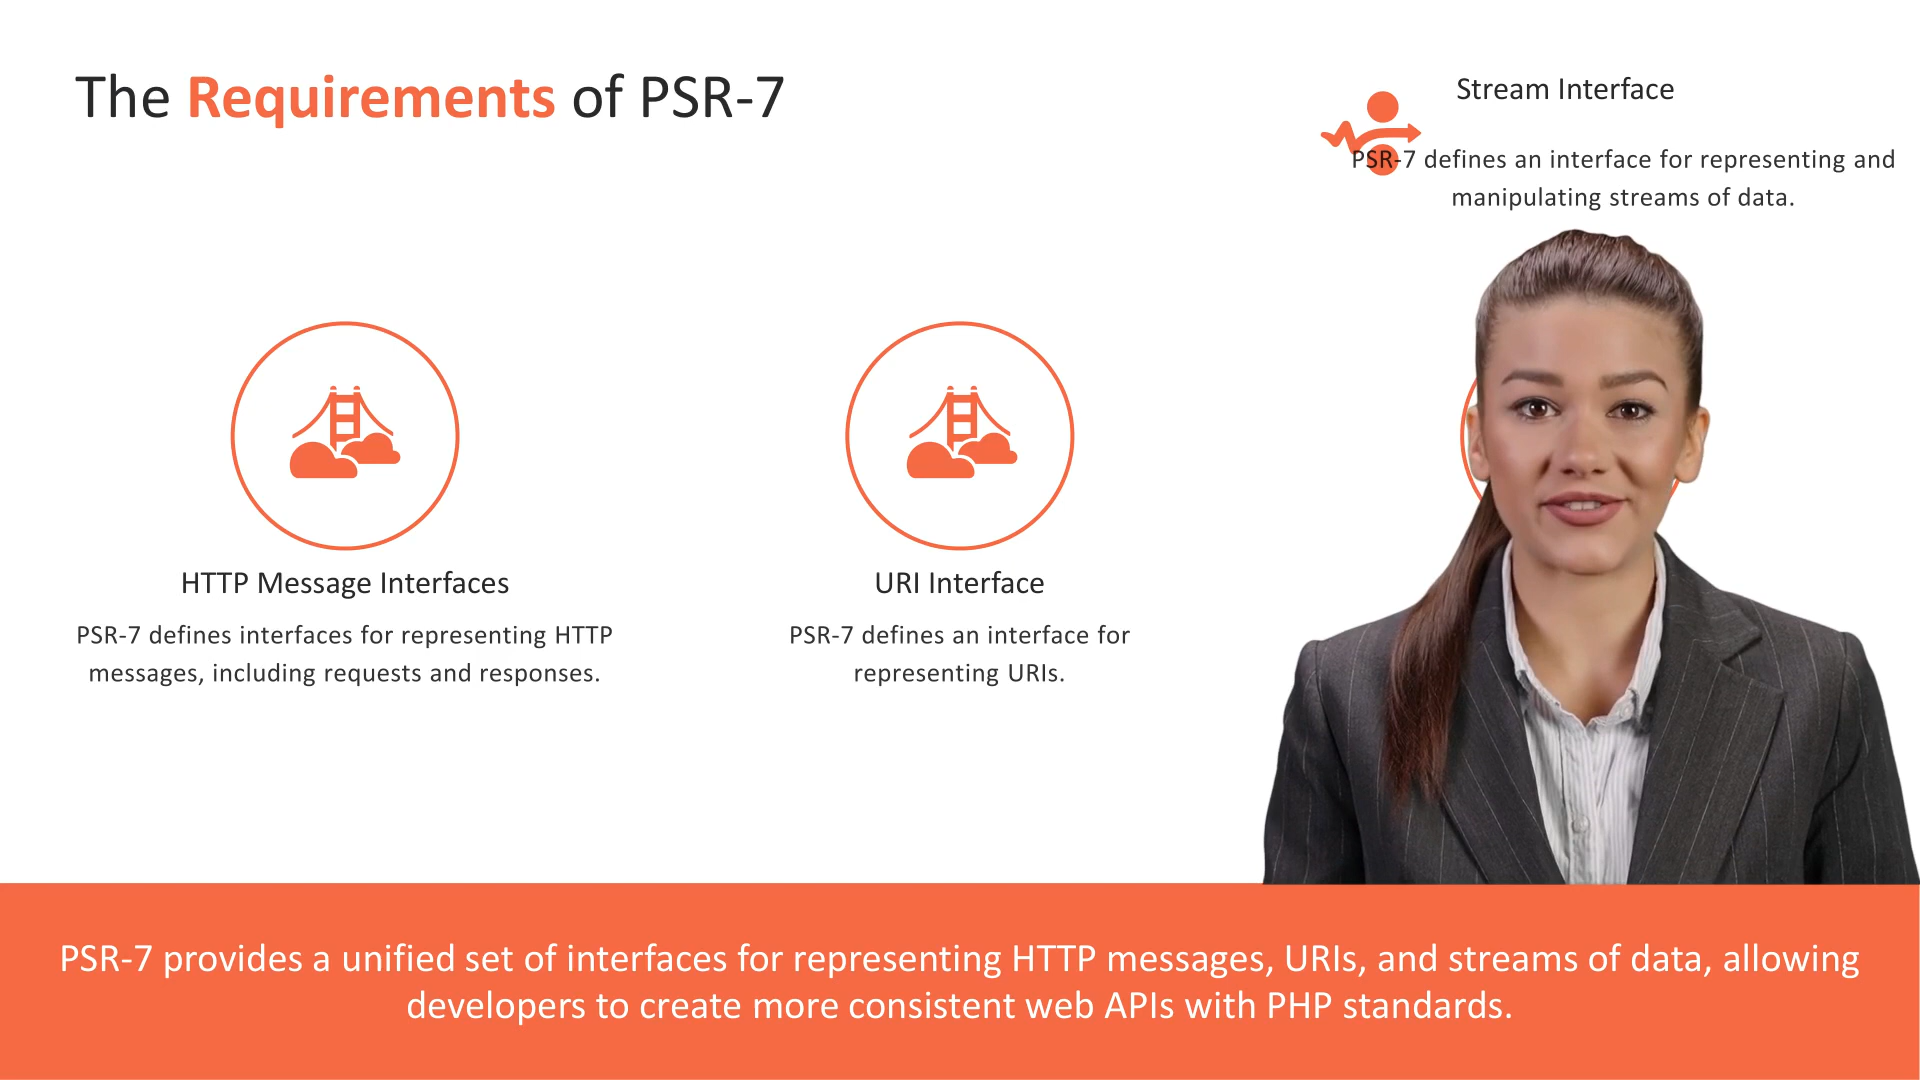 The Requirements of PSR-7
Stream Interface
PSR-7 defines an interface for representing and
manipulating streams of data.
HTTP Message Interfaces
PSR-7 defines interfaces for representing HTTP
messages, including requests and responses.
URI Interface
PSR-7 defines an interface for
representing URIs.
PSR-7 provides a unified set of interfaces for representing HTTP messages, URIs, and streams of data, allowing
developers to create more consistent web APIs with PHP standards.